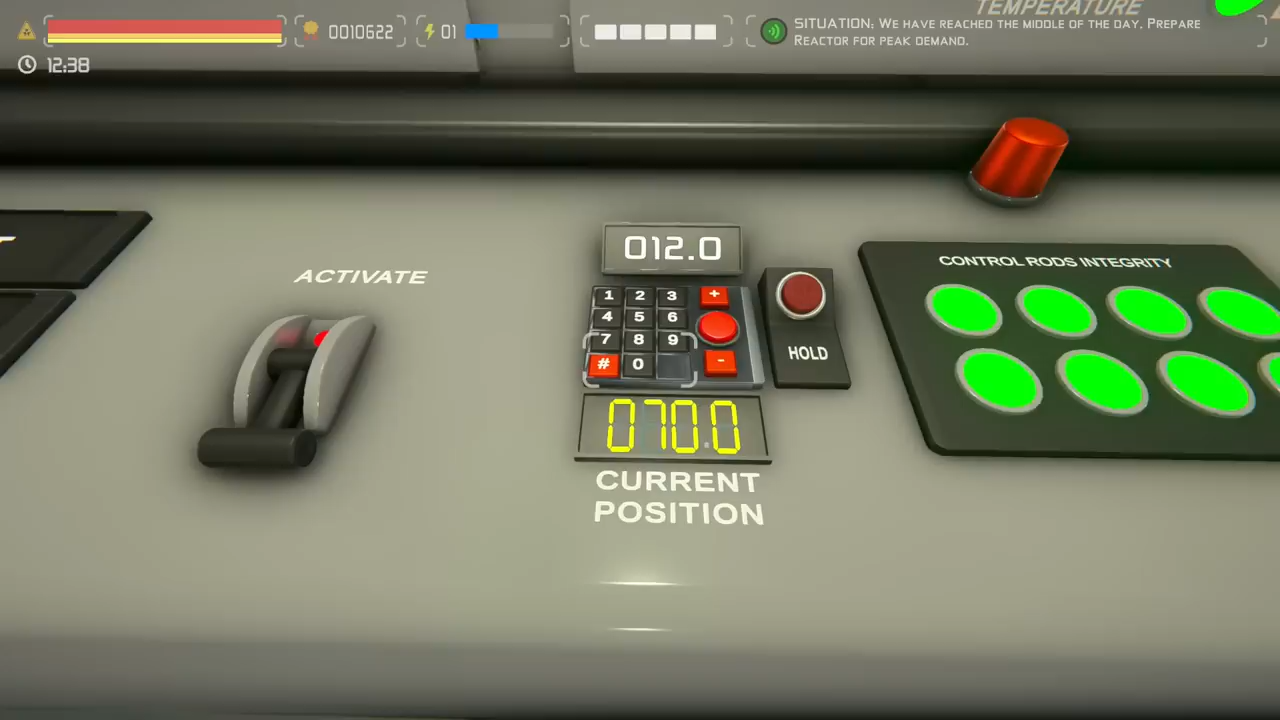 TEMPERATURE
0010622
01
SITUATION: WE HAVE REACHED THE MIDDLE OF THE DAY. PREPARE
REACTOR FOR PEAK DEMAND.
12:38
ACTIVATE
012.0
1 2 3 +
4 5 6
7 8 9
# 0 -
HOLD
CONTROL RODS INTEGRITY
070.0
CURRENT
POSITION